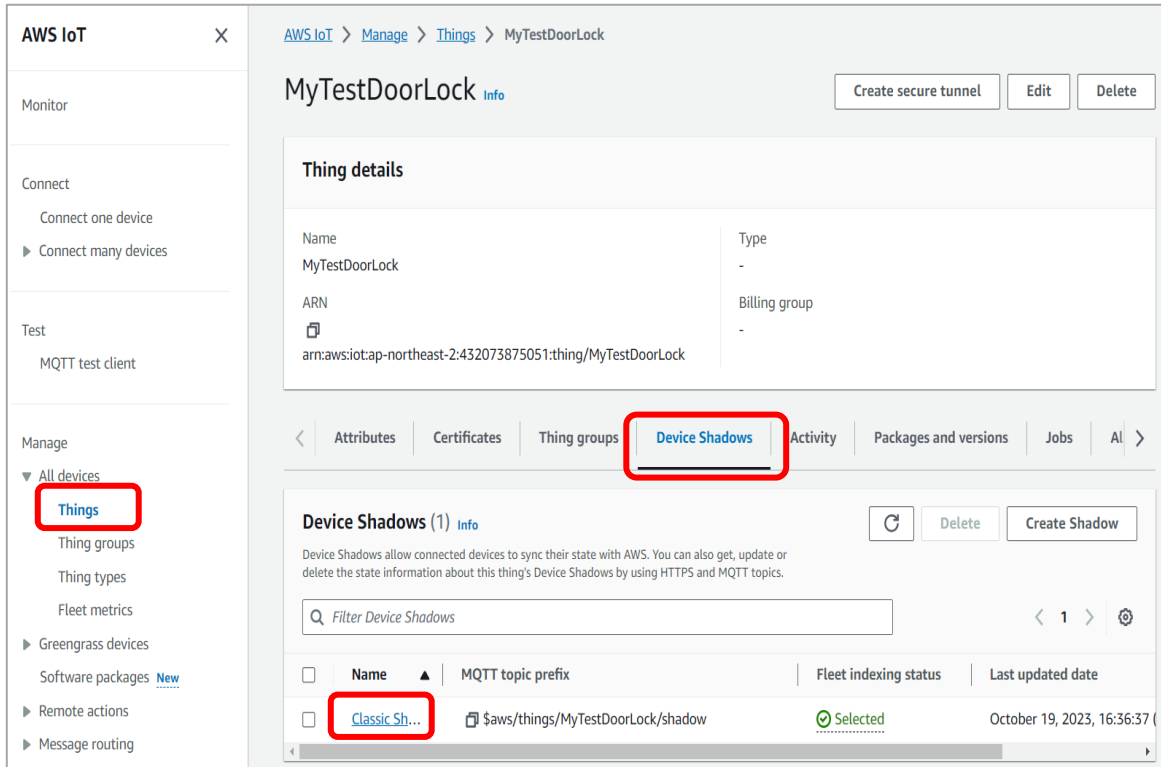 AWS IoT
Monitor
Connect
Connect one device
Connect many devices
Test
MQTT test client
Manage
All devices
Things
Thing groups
Thing types
Fleet metrics
Greengrass devices
Software packages New
Remote actions
Message routing
AWS IoT > Manage > Things > MyTestDoorLock
MyTestDoorLock Info
Create secure tunnel Edit Delete
Thing details
Name
MyTestDoorLock
ARN
arn:aws:iot:ap-northeast-2:432073875051:thing/MyTestDoorLock
Type
-
Billing group
-
Attributes Certificates Thing groups Device Shadows Activity Packages and versions Jobs Al
Device Shadows (1) Info
Delete Create Shadow
Device Shadows allow connected devices to sync their state with AWS. You can also get, update or
delete the state information about this thing's Device Shadows by using HTTPS and MQTT topics.
Filter Device Shadows
1
Name MQTT topic prefix Fleet indexing status Last updated date
Classic Sh... $aws/things/MyTestDoorLock/shadow Selected October 19, 2023, 16:36:37 (